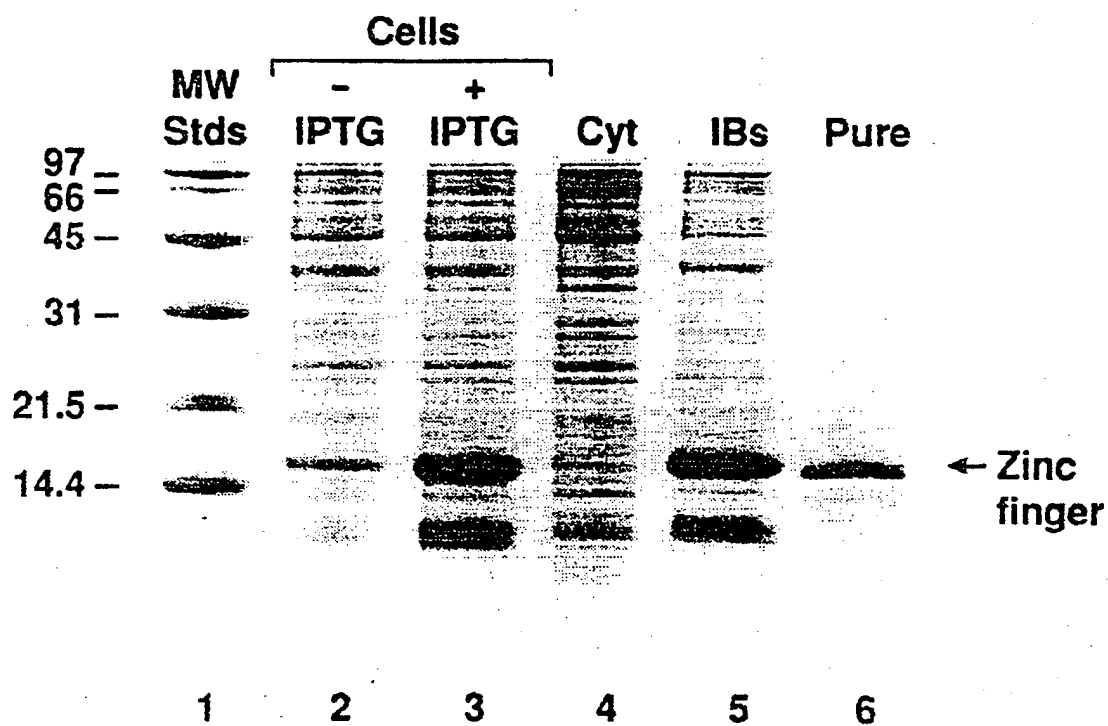 Cells
MW - +
Stds IPTG IPTG Cyt IBs Pure
97
66
45
31
21.5
14.4
← Zinc
finger
1 2 3 4 5 6